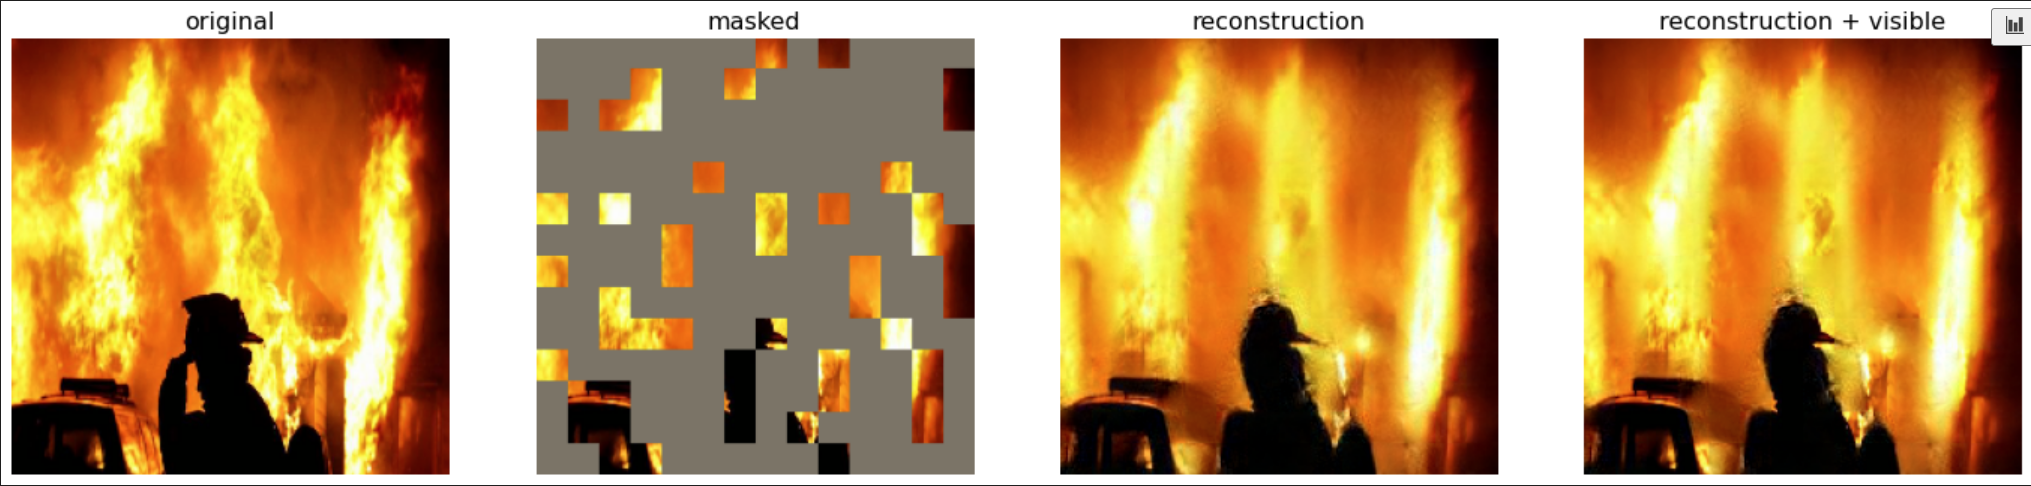 original
masked
reconstruction
reconstruction + visible